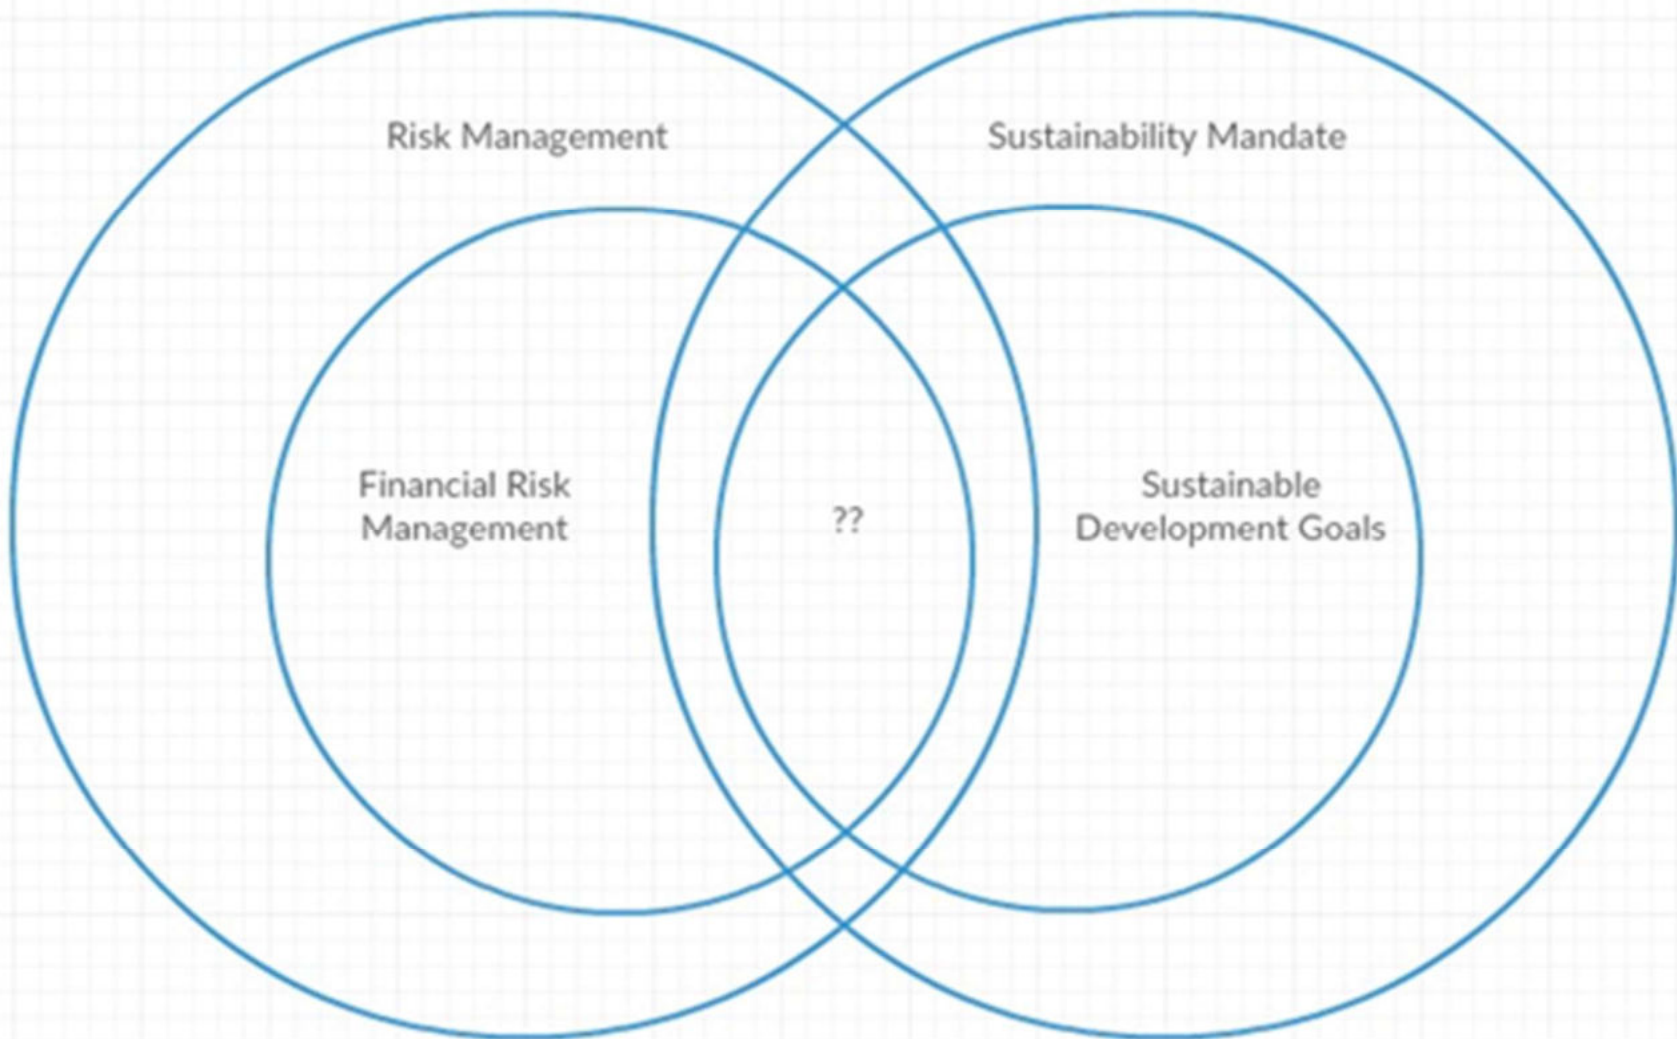 Risk Management
Sustainability Mandate
Financial Risk
Management
??
Sustainable
Development Goals